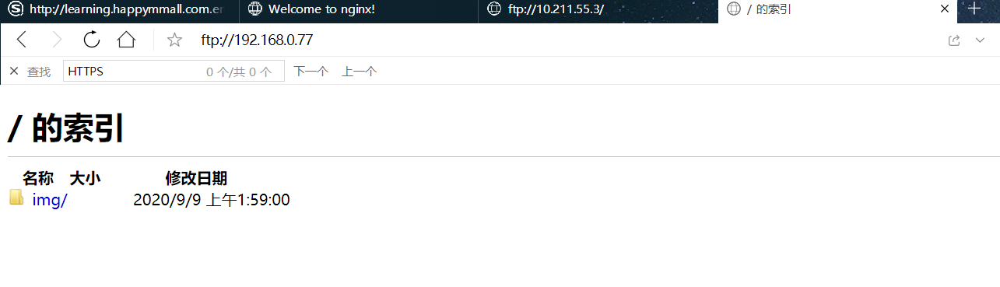 http://learning.happymmall.com.en Welcome to nginx! ftp://10.211.55.3/ / 的索引
ftp://192.168.0.77
查找 HTTPS 0 个/共 0 个 下一个 上一个
/ 的索引
名称 大小 修改日期
img/ 2020/9/9 上午1:59:00